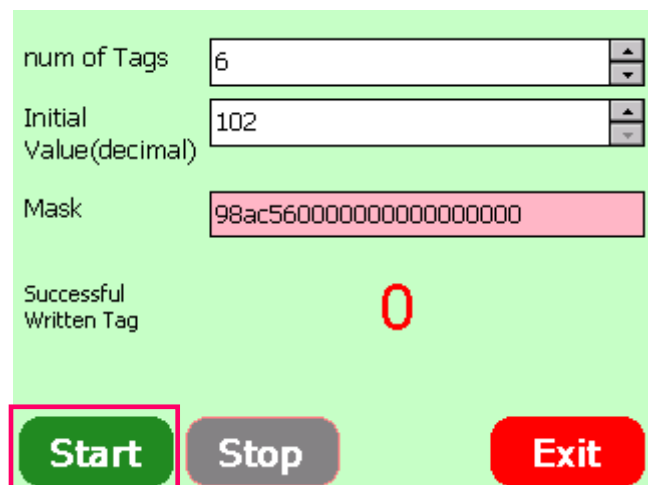 num of Tags
6
Initial
Value(decimal)
102
Mask
98ac560000000000000000
Successful
Written Tag
0
Start
Stop
Exit